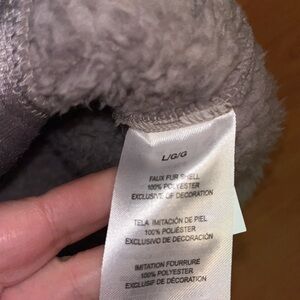 L/G/G
FAUX FUR SHELL
100% POLYESTER
EXCLUSIVE OF DECORATION
TELA IMITACIÓN DE PIEL
100% POLIÉSTER
EXCLUSIVO DE DECORACIÓN
IMITATION FOURRURE
100% POLYESTER
EXCLUSIF DE DÉCORATION